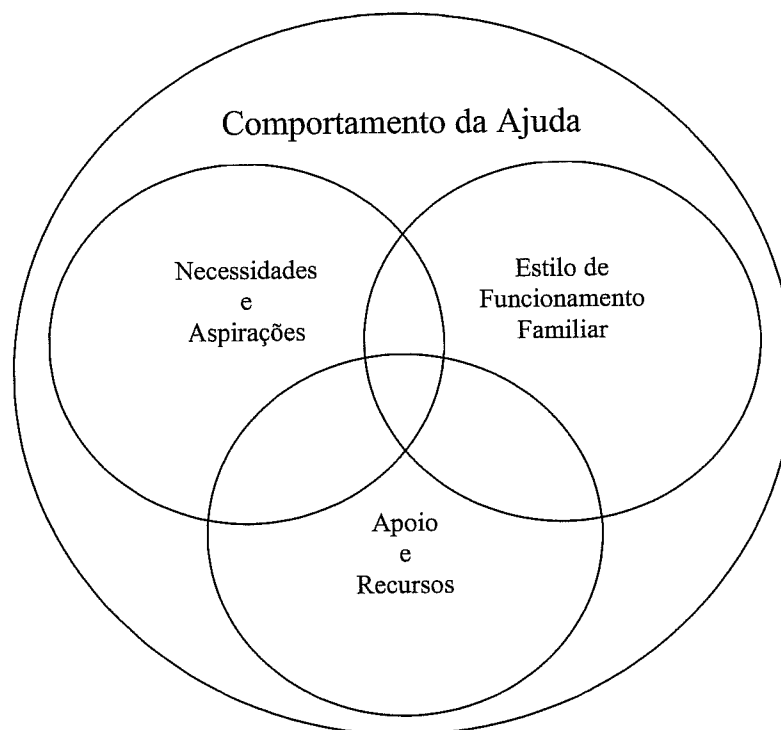 Comportamento da Ajuda
Necessidades
e
Aspirações
Estilo de
Funcionamento
Familiar
Apoio
e
Recursos